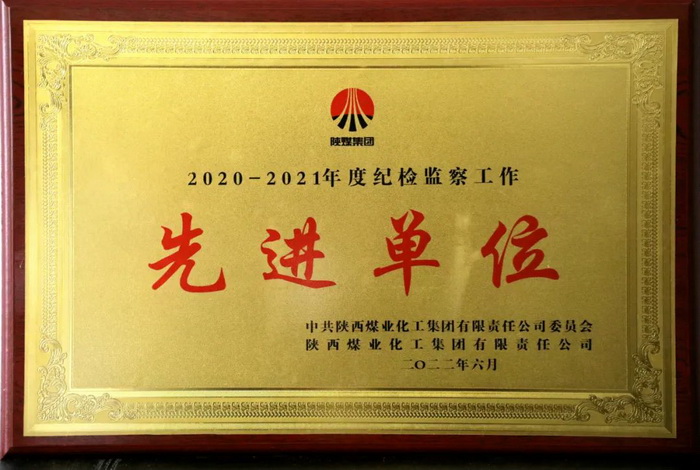 陕煤集团
2020-2021年度纪检监察工作
先进单位
中共陕西煤业化工集团有限责任公司委员会
陕西煤业化工集团有限责任公司
二〇二二年六月